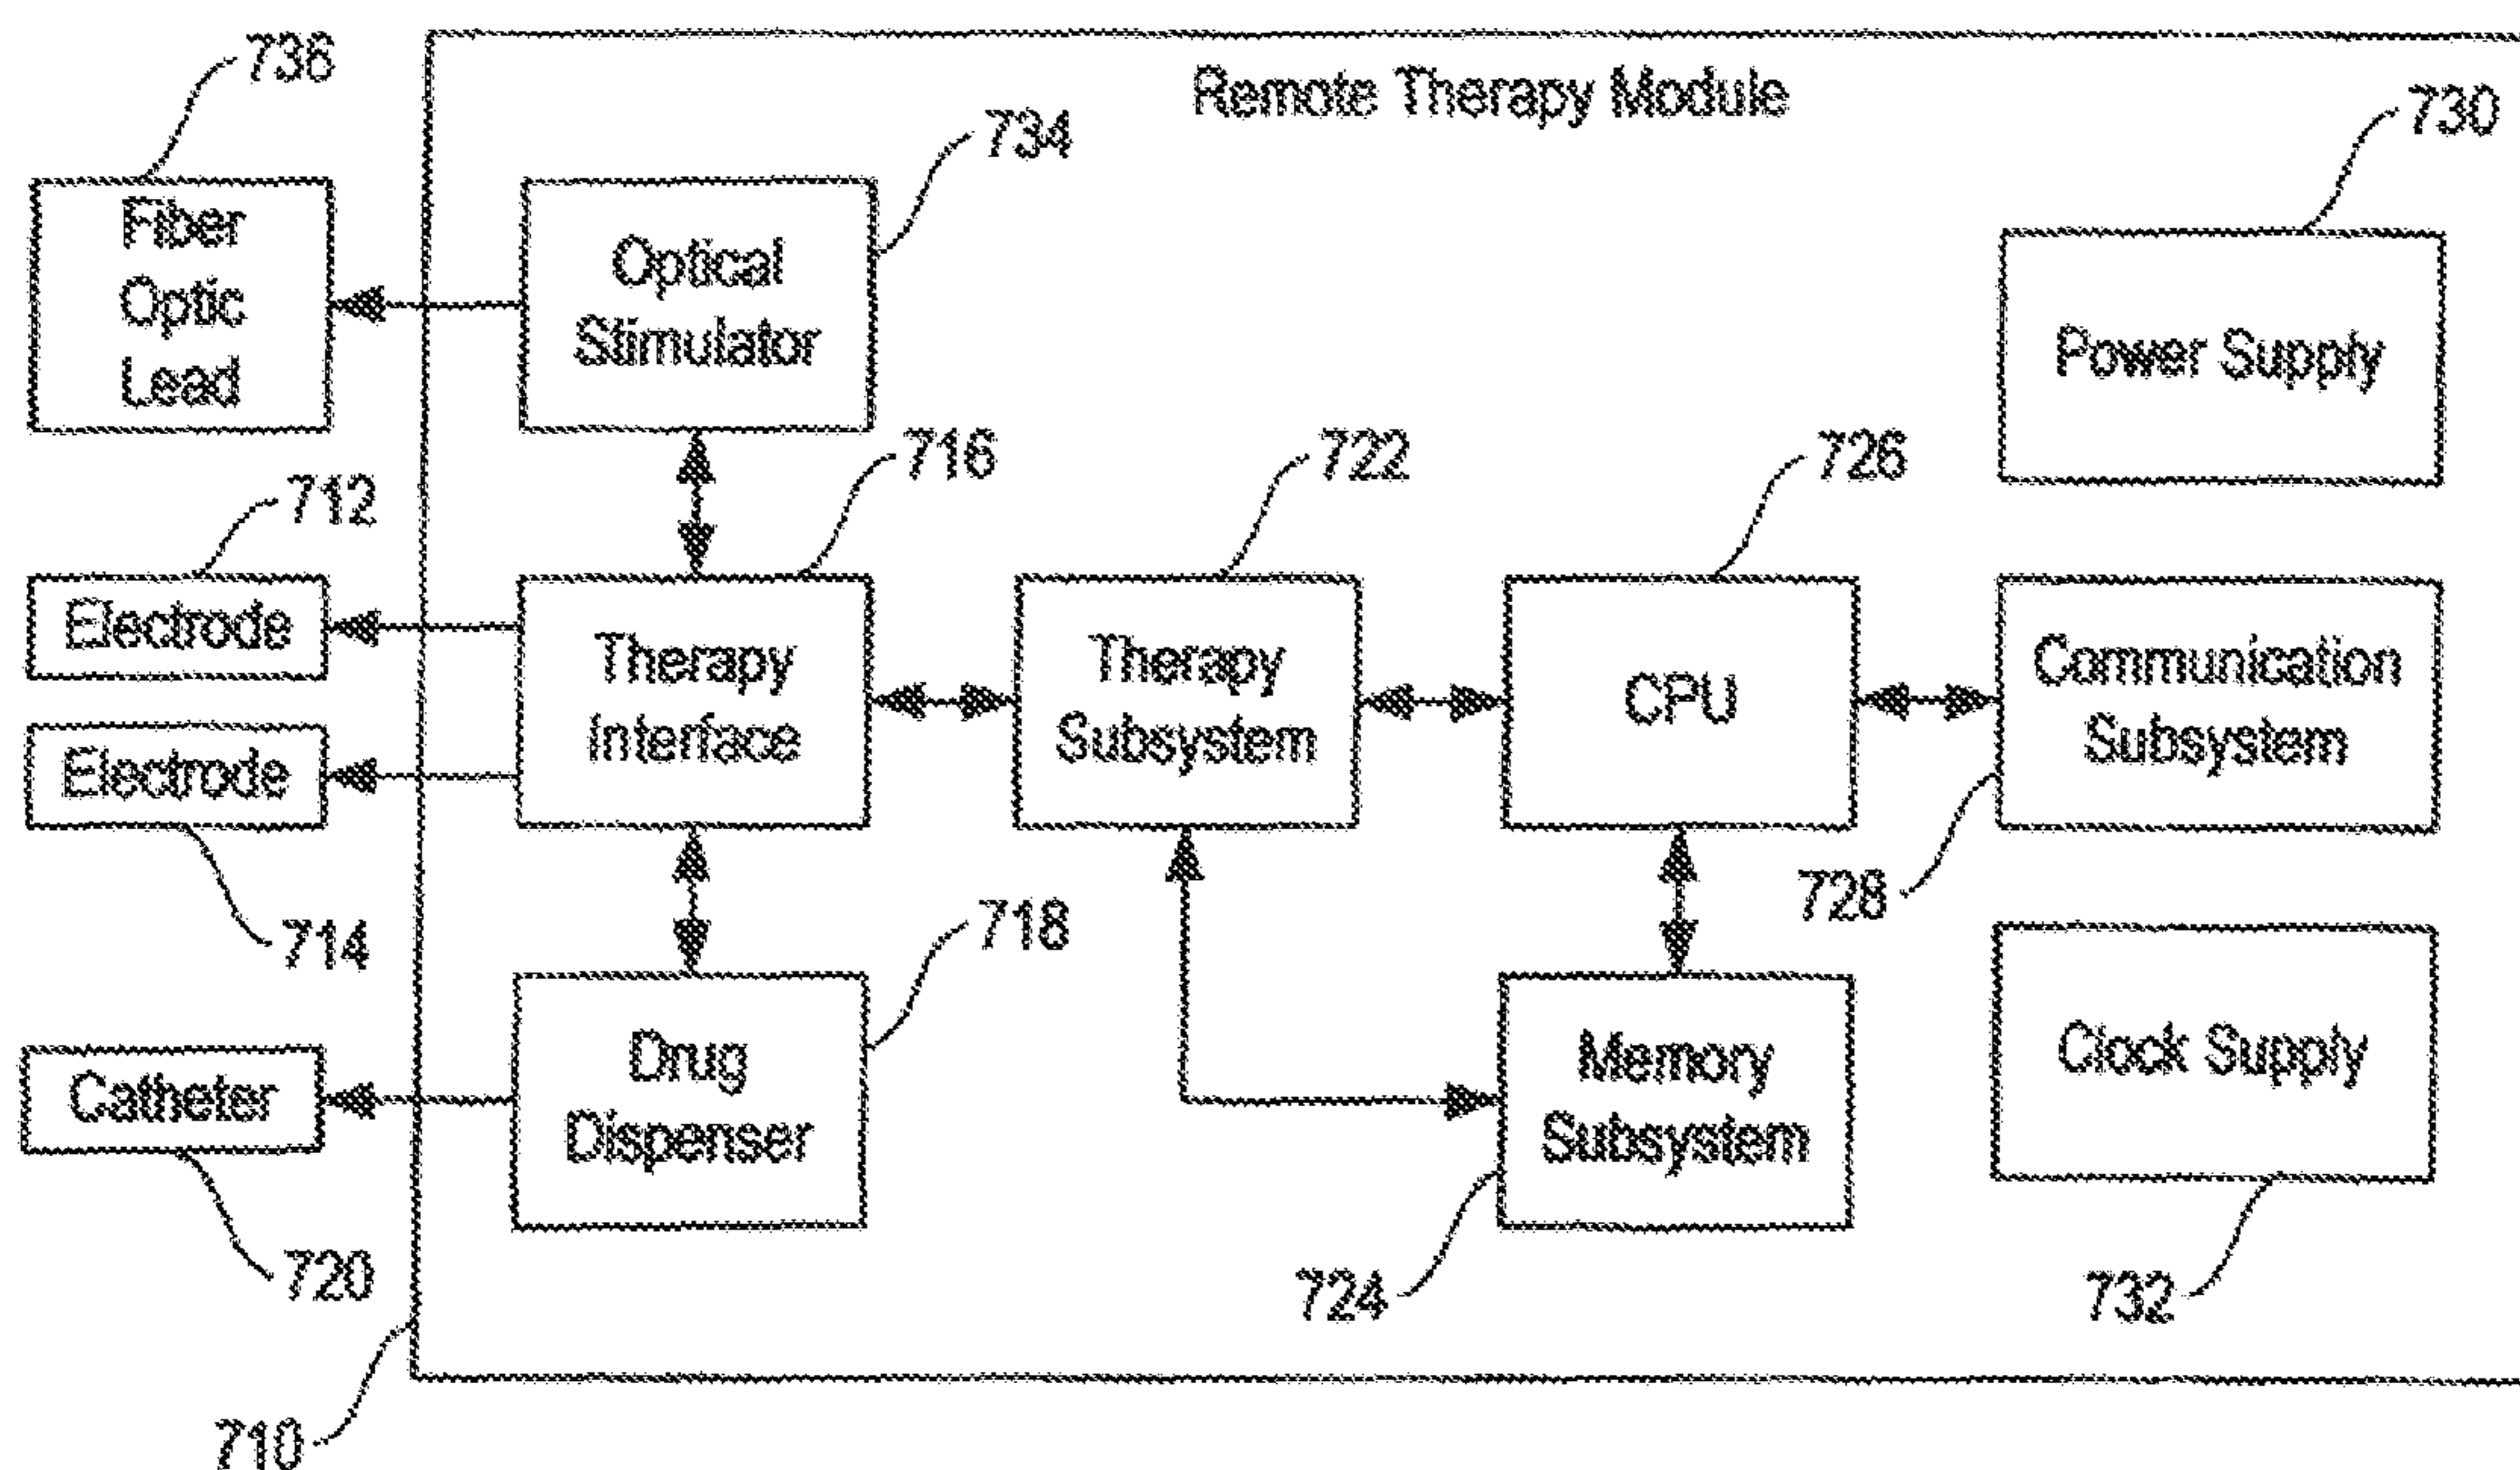 736
Remote Therapy Module
734
730
Fiber
Optic
Lead
Optical
Stimulator
Power Supply
712
716
722
726
Electrode
Therapy
Interface
Therapy
Subsystem
CPU
Communication
Subsystem
Electrode
728
714
718
Catheter
Drug
Dispenser
Memory
Subsystem
Clock Supply
720
724
732
710